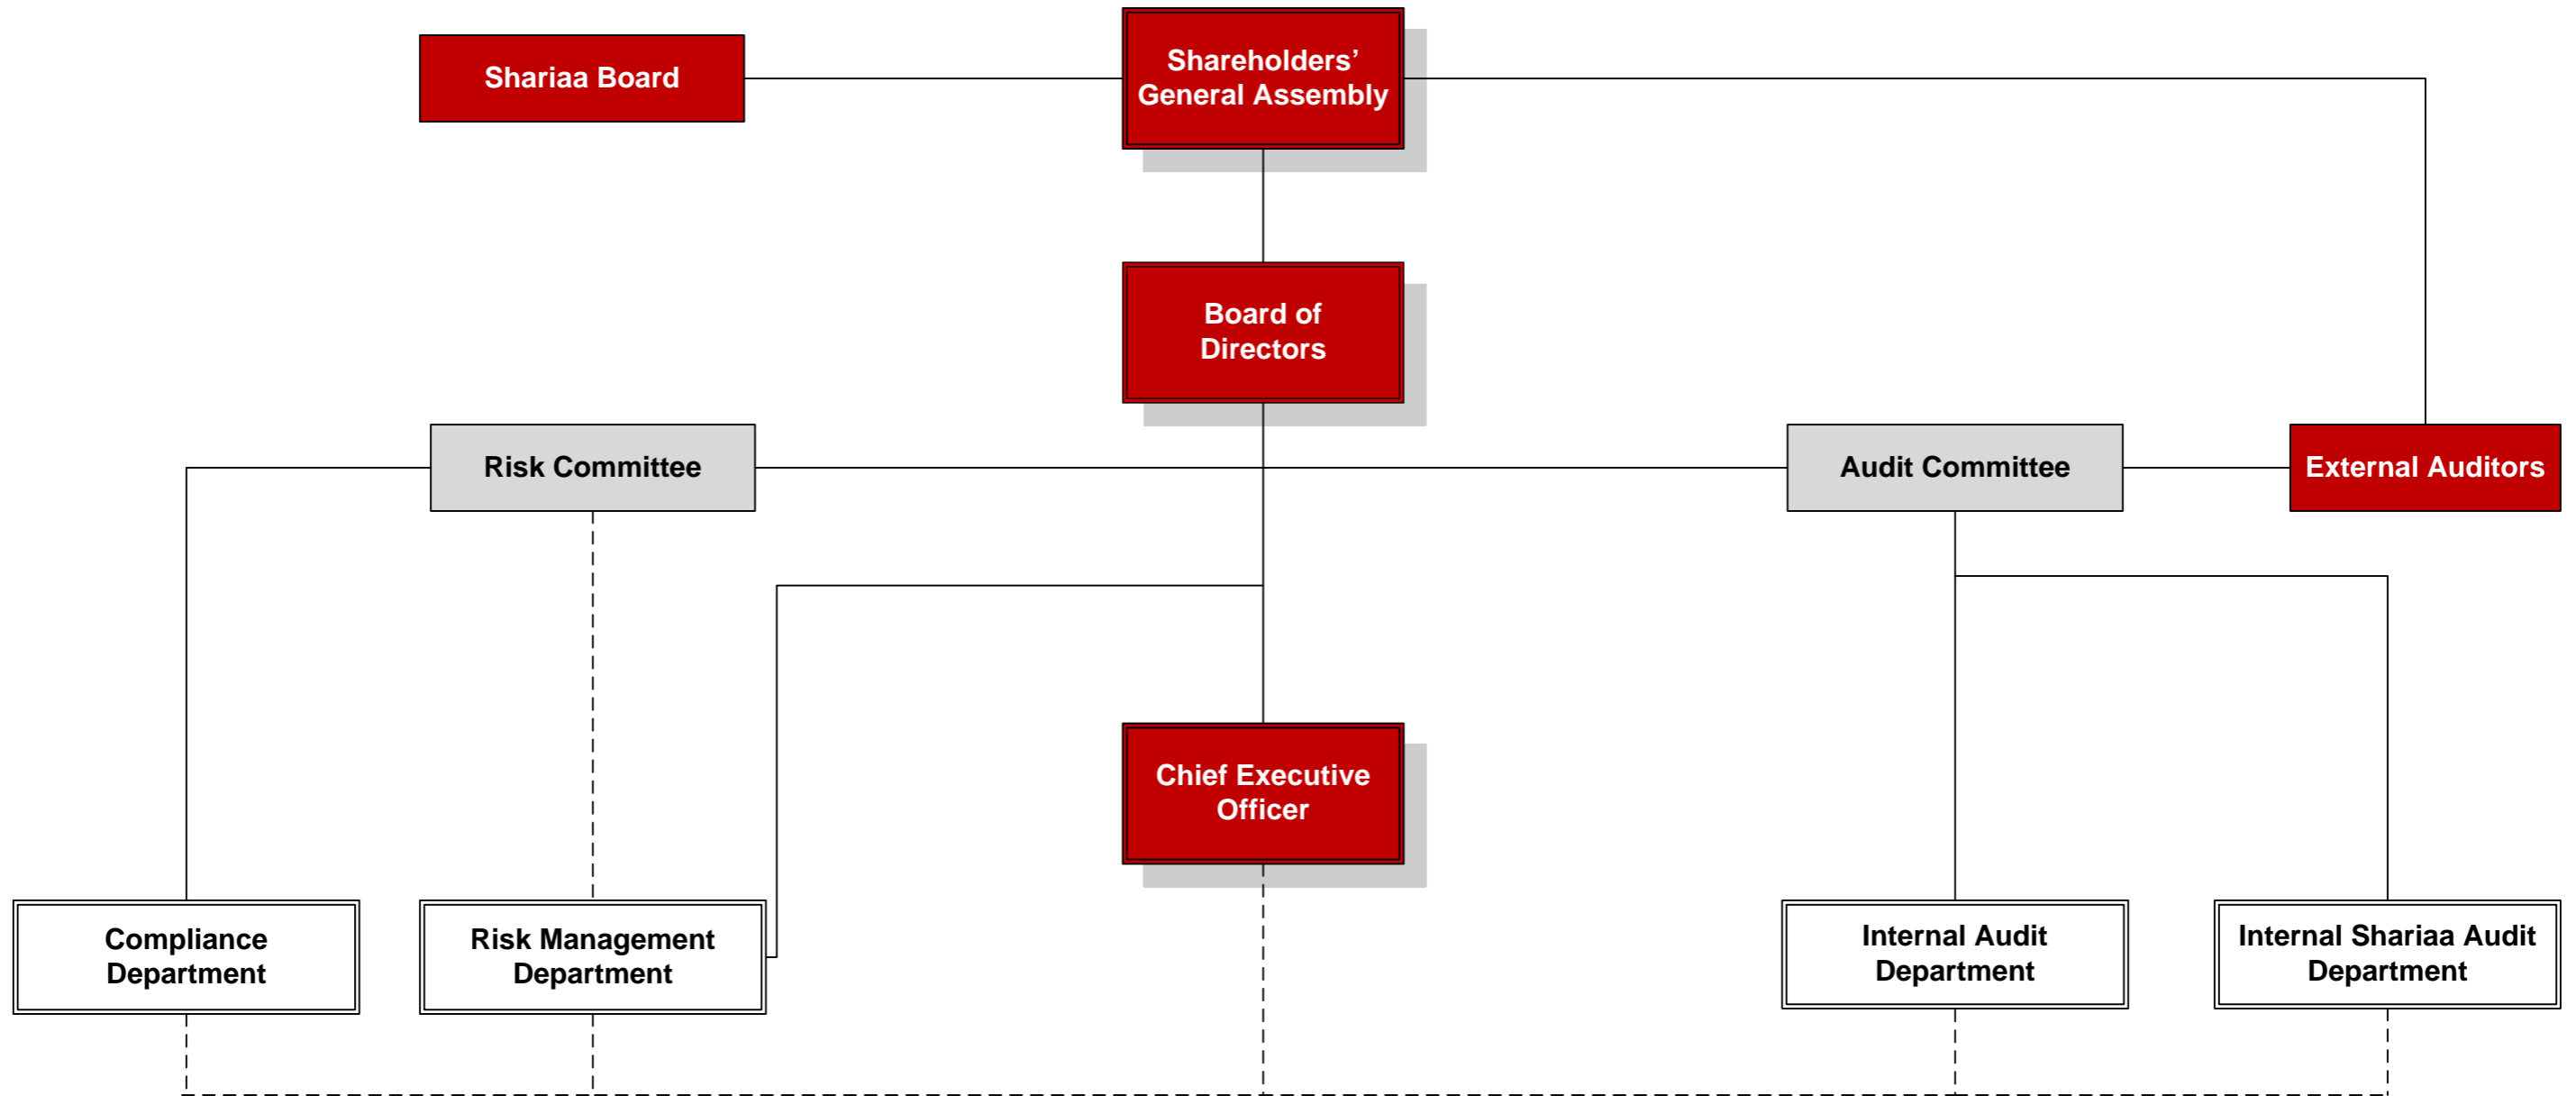 Shariaa Board
Shareholders’
General Assembly
Board of
Directors
Risk Committee
Audit Committee
External Auditors
Chief Executive
Officer
Compliance
Department
Risk Management
Department
Internal Audit
Department
Internal Shariaa Audit
Department